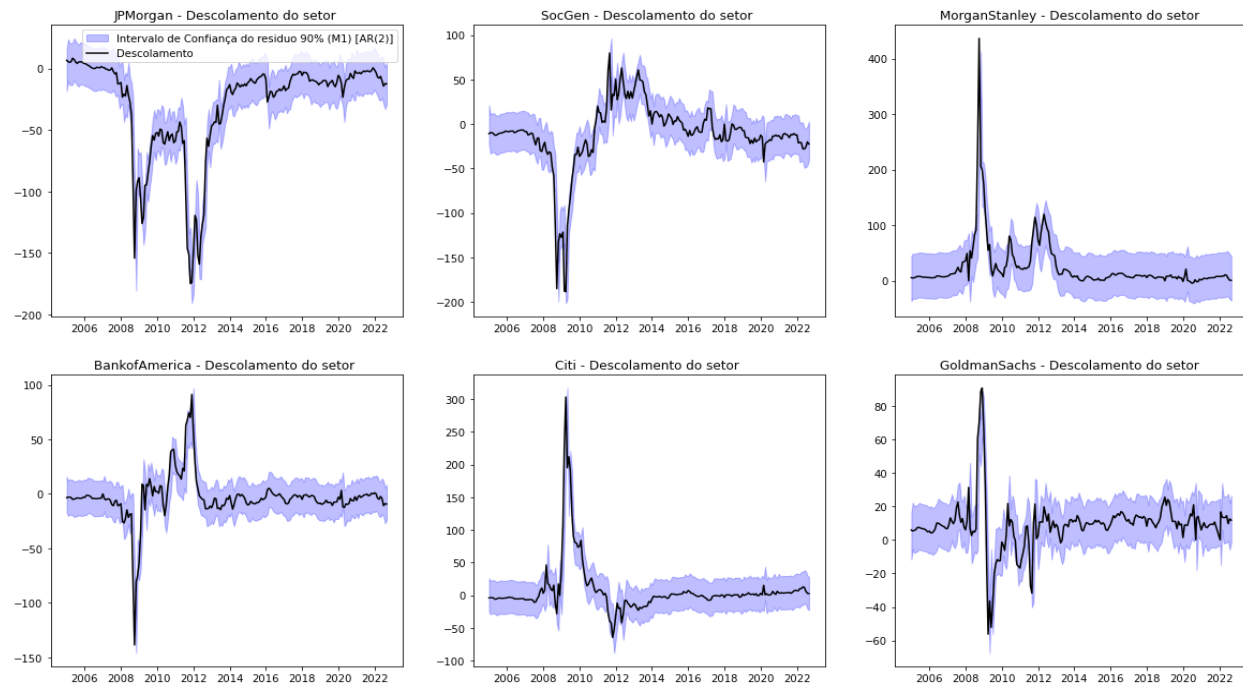 JPMorgan - Descolamento do setor
Intervalo de Confiança do residuo 90% (M1) [AR(2)]
Descolamento
0
−50
−100
−150
−200
2006 2008 2010 2012 2014 2016 2018 2020 2022
SocGen - Descolamento do setor
100
50
0
−50
−100
−150
−200
2006 2008 2010 2012 2014 2016 2018 2020 2022
MorganStanley - Descolamento do setor
400
300
200
100
0
2006 2008 2010 2012 2014 2016 2018 2020 2022
BankofAmerica - Descolamento do setor
100
50
0
−50
−100
−150
2006 2008 2010 2012 2014 2016 2018 2020 2022
Citi - Descolamento do setor
300
250
200
150
100
50
0
−50
−100
2006 2008 2010 2012 2014 2016 2018 2020 2022
GoldmanSachs - Descolamento do setor
80
60
40
20
0
−20
−40
−60
2006 2008 2010 2012 2014 2016 2018 2020 2022